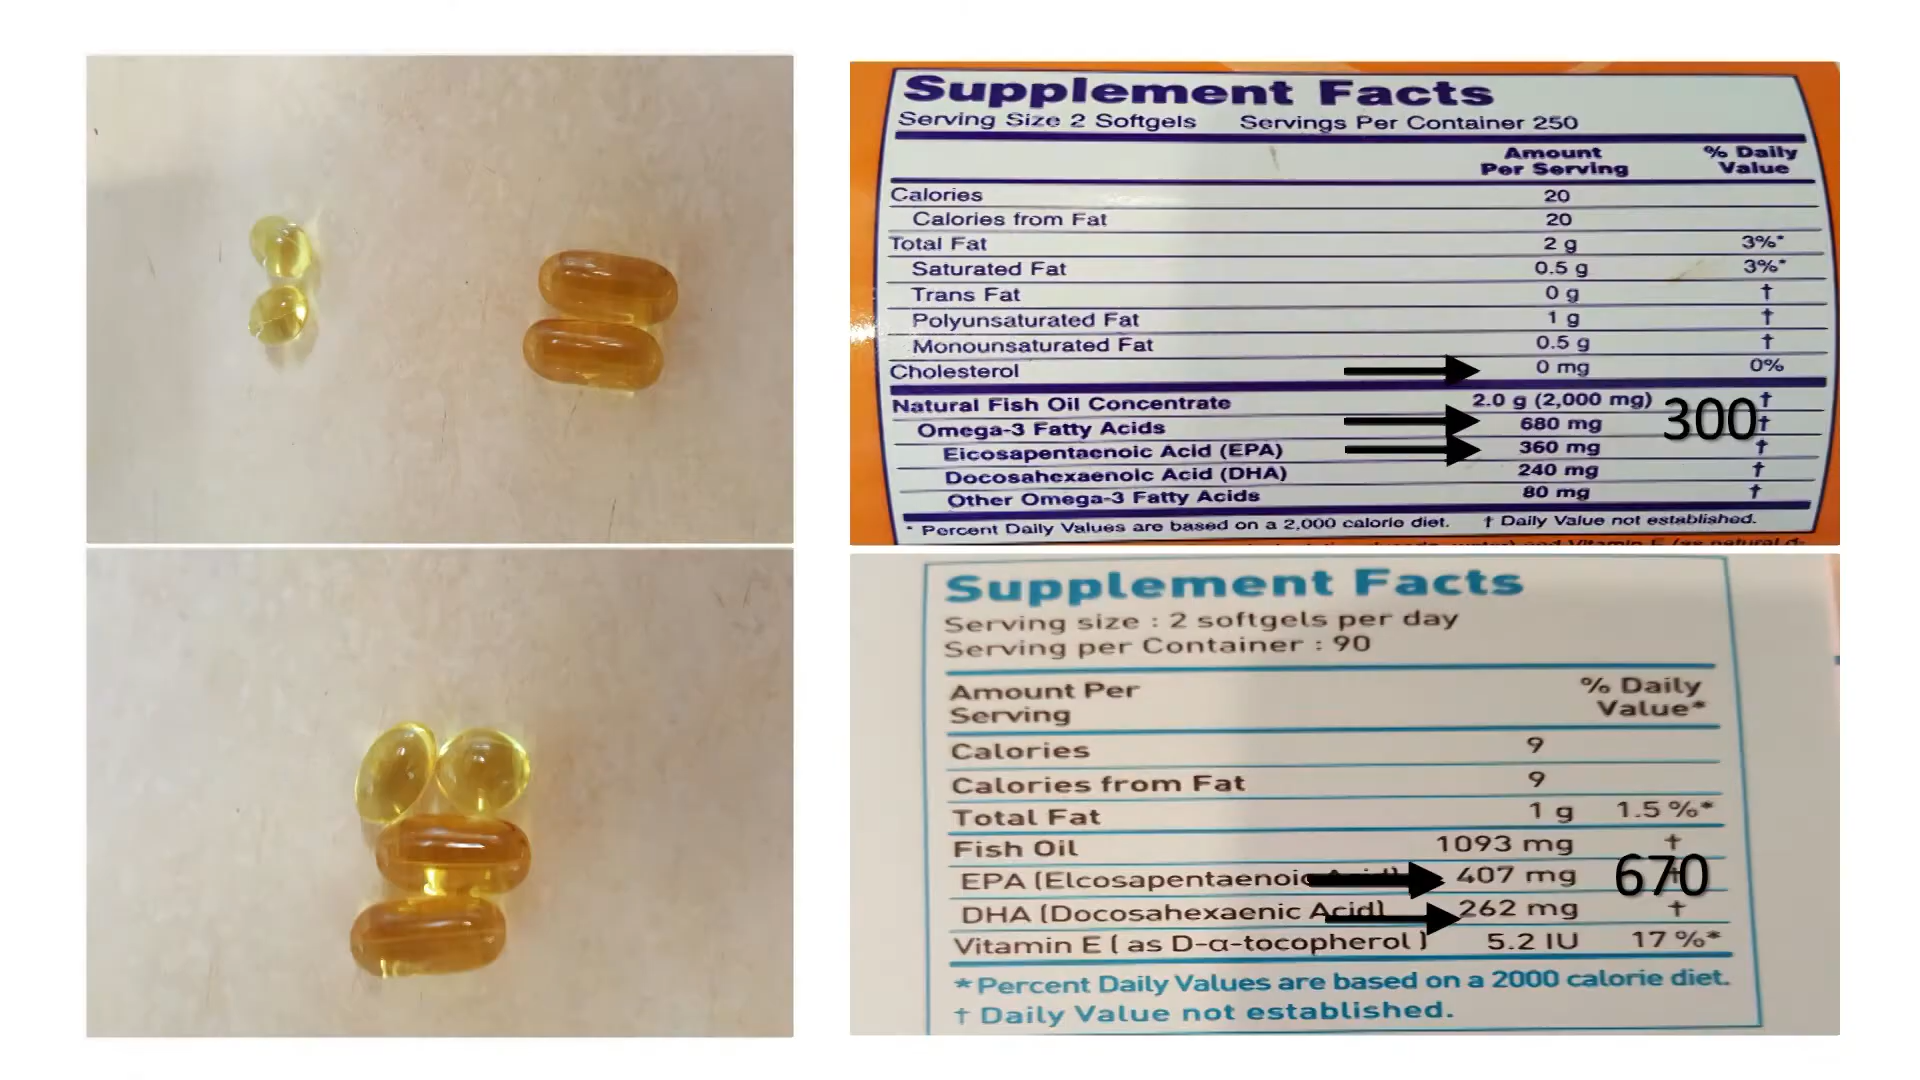 Supplement Facts
Serving Size 2 Softgels Servings Per Container 250
Amount Per Serving % Daily Value
Calories 20
Calories from Fat 20
Total Fat 2 g 3%*
Saturated Fat 0.5 g 3%*
Trans Fat 0 g †
Polyunsaturated Fat 1 g †
Monounsaturated Fat 0.5 g †
Cholesterol 0 mg 0%
Natural Fish Oil Concentrate 2.0 g (2,000 mg) †
300
Omega-3 Fatty Acids 680 mg †
Eicosapentaenoic Acid (EPA) 360 mg †
Docosahexaenoic Acid (DHA) 240 mg †
Other Omega-3 Fatty Acids 80 mg †
* Percent Daily Values are based on a 2,000 calorie diet. † Daily Value not established.
Supplement Facts
Serving size : 2 softgels per day
Serving per Container : 90
Amount Per Serving % Daily Value*
Calories 9
Calories from Fat 9
Total Fat 1 g 1.5 %*
Fish Oil 1093 mg †
EPA (Elcosapentaenoic Acid) 407 mg †
670
DHA (Docosahexaenic Acid) 262 mg †
Vitamin E ( as D-α-tocopherol ) 5.2 IU 17 %*
* Percent Daily Values are based on a 2000 calorie diet.
† Daily Value not established.